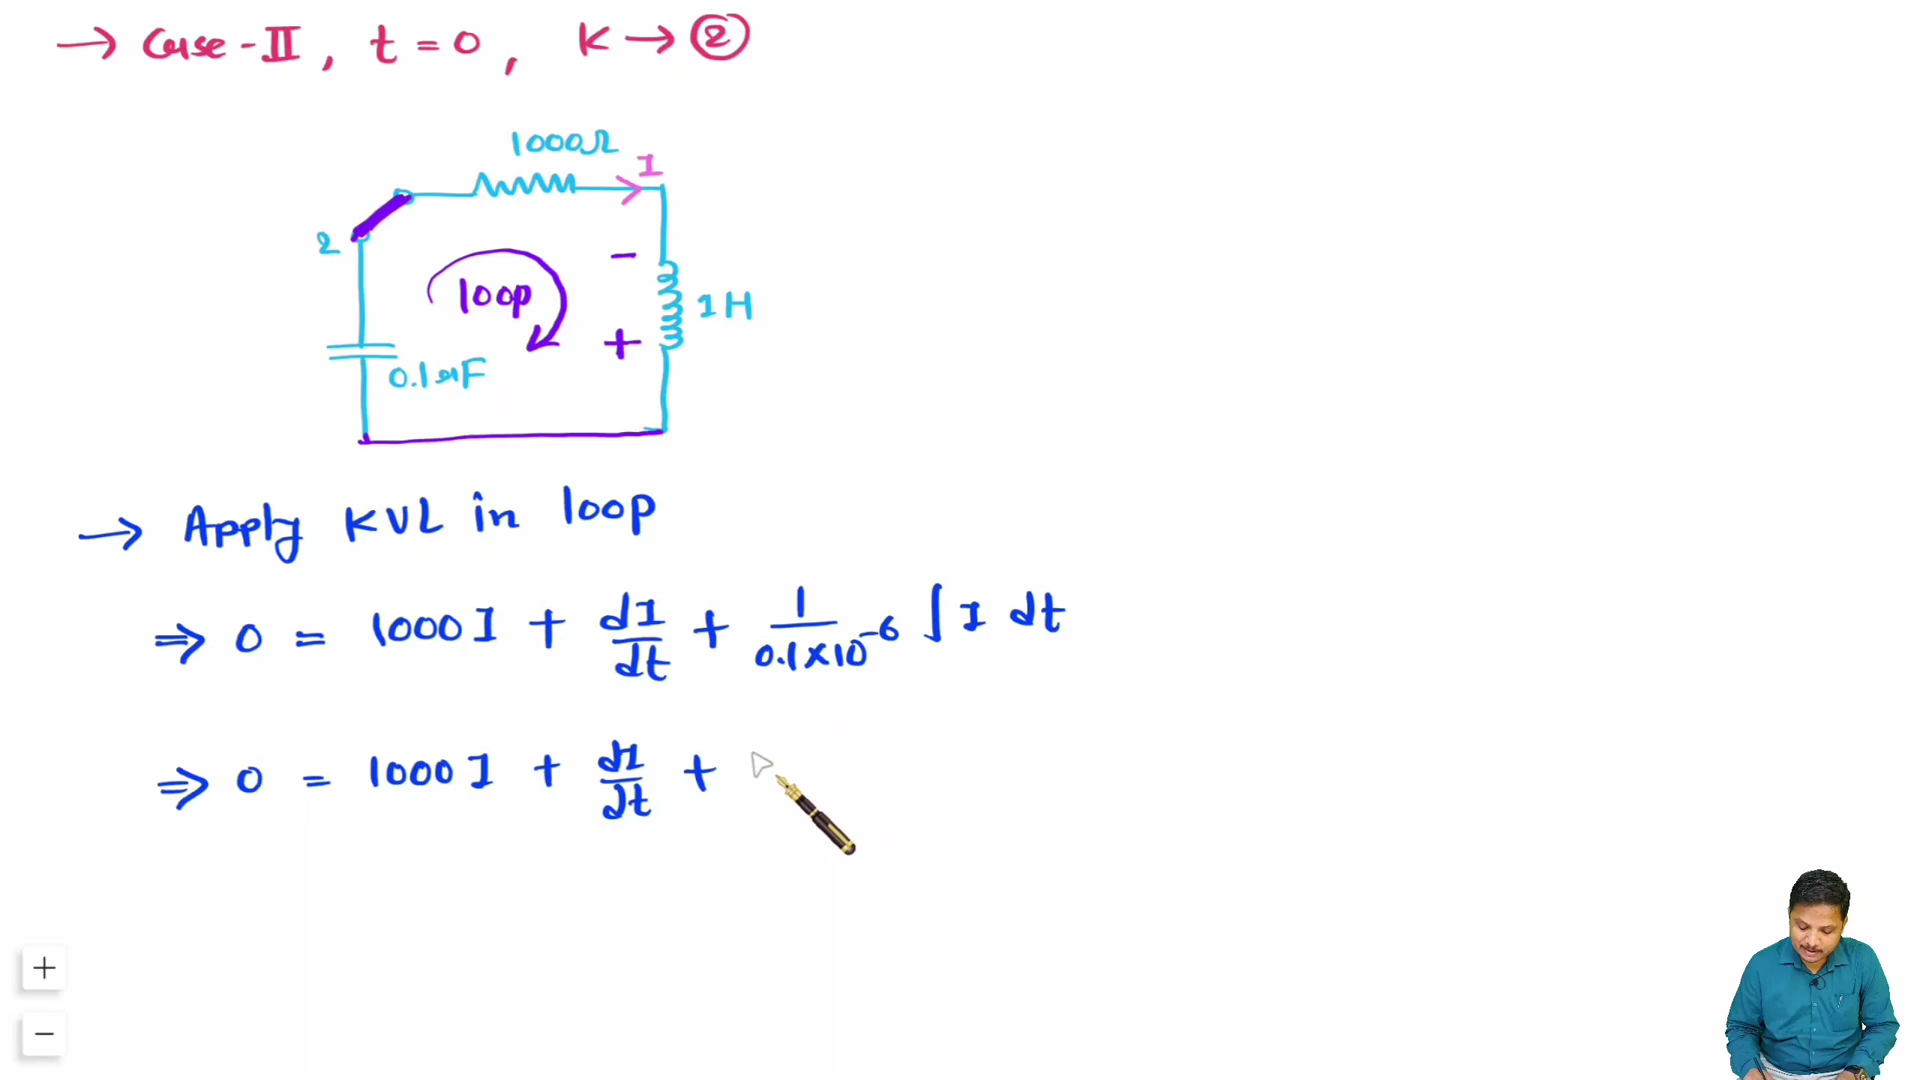 → Case-II, t = 0, K → ②
1000Ω
I
2
loop
-
+
1H
0.1μF
→ Apply KVL in loop
⇒ 0 = 1000 I + dI/dt + 1/(0.1×10⁻⁶) ∫ I dt
⇒ 0 = 1000 I + dI/dt +
+
−